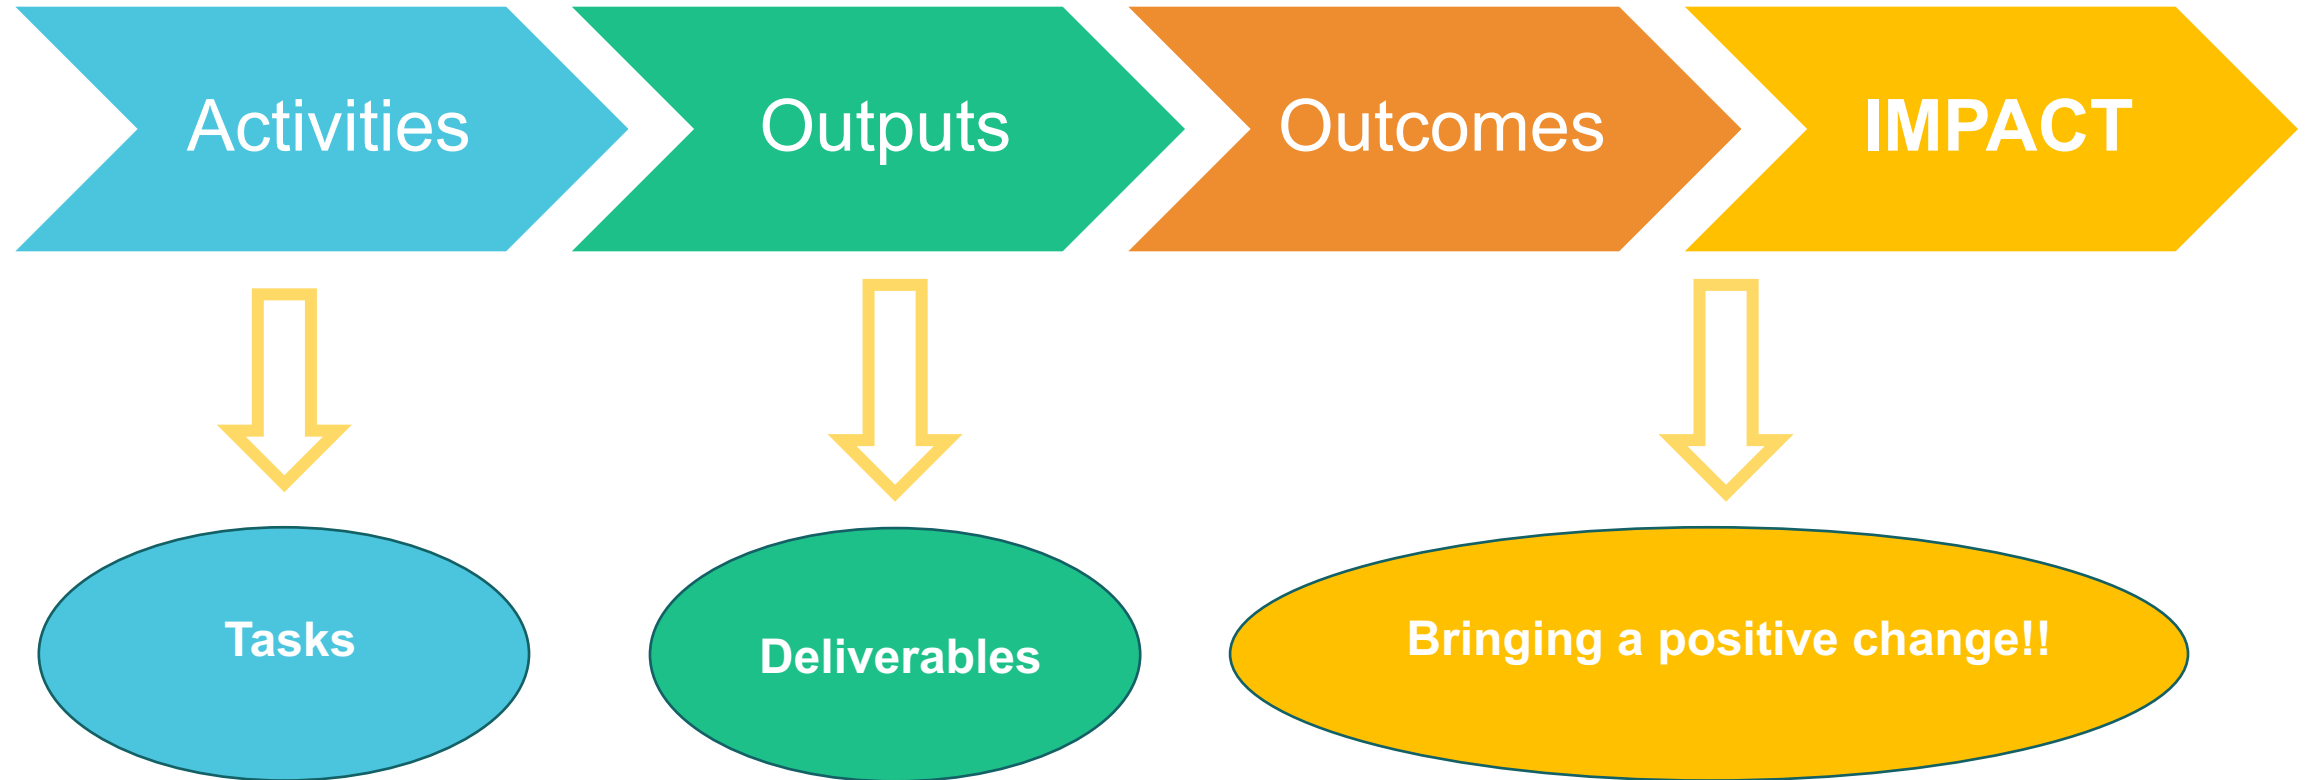 Activities
Outputs
Outcomes
IMPACT
Tasks
Deliverables
Bringing a positive change!!